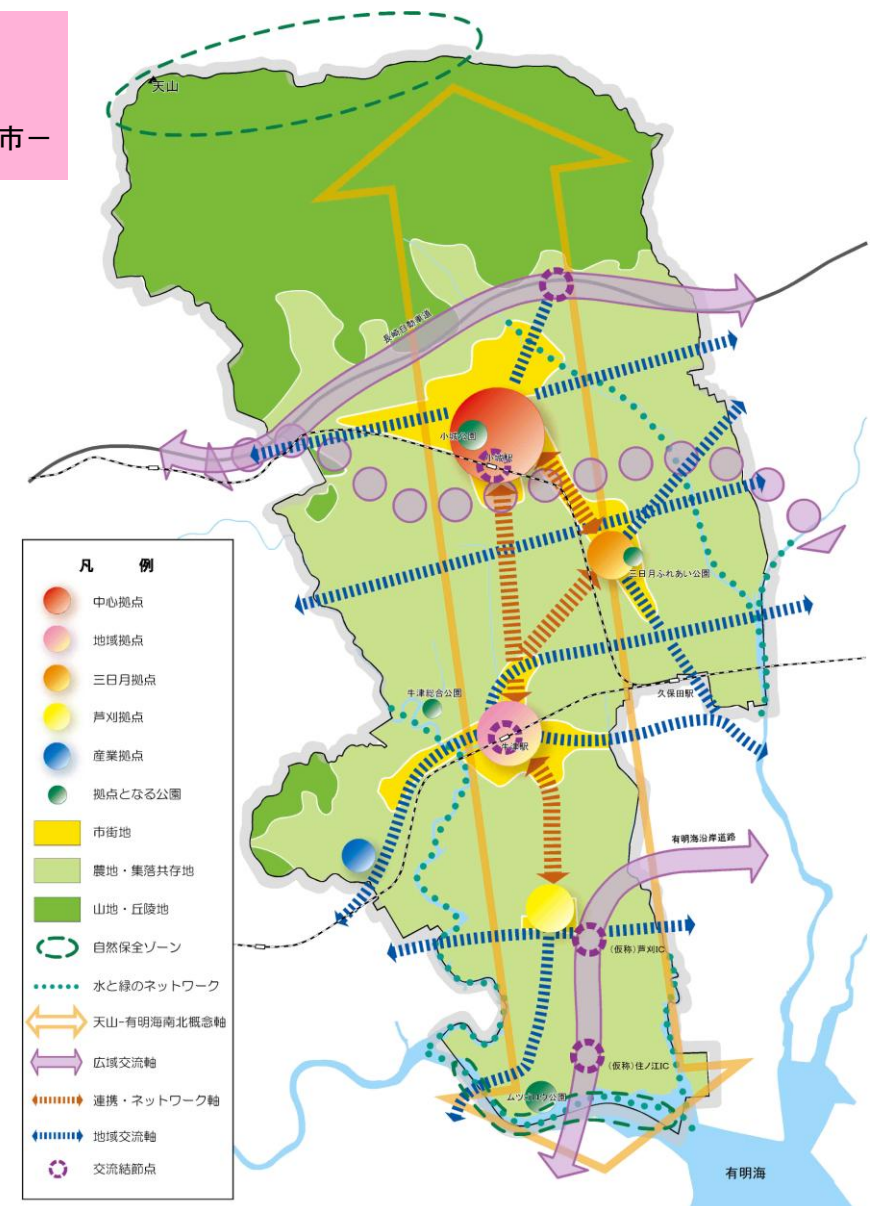 市ー
天山
長崎自動車道
小城公園
小城駅
三日月ふれあい公園
牛津総合公園
久保田駅
牛津駅
有明海沿岸道路
(仮称)芦刈IC
(仮称)住ノ江IC
ムツゴロウ公園
有明海
凡 例
中心拠点
地域拠点
三日月拠点
芦刈拠点
産業拠点
拠点となる公園
市街地
農地・集落共存地
山地・丘陵地
自然保全ゾーン
水と緑のネットワーク
天山-有明海南北概念軸
広域交流軸
連携・ネットワーク軸
地域交流軸
交流結節点